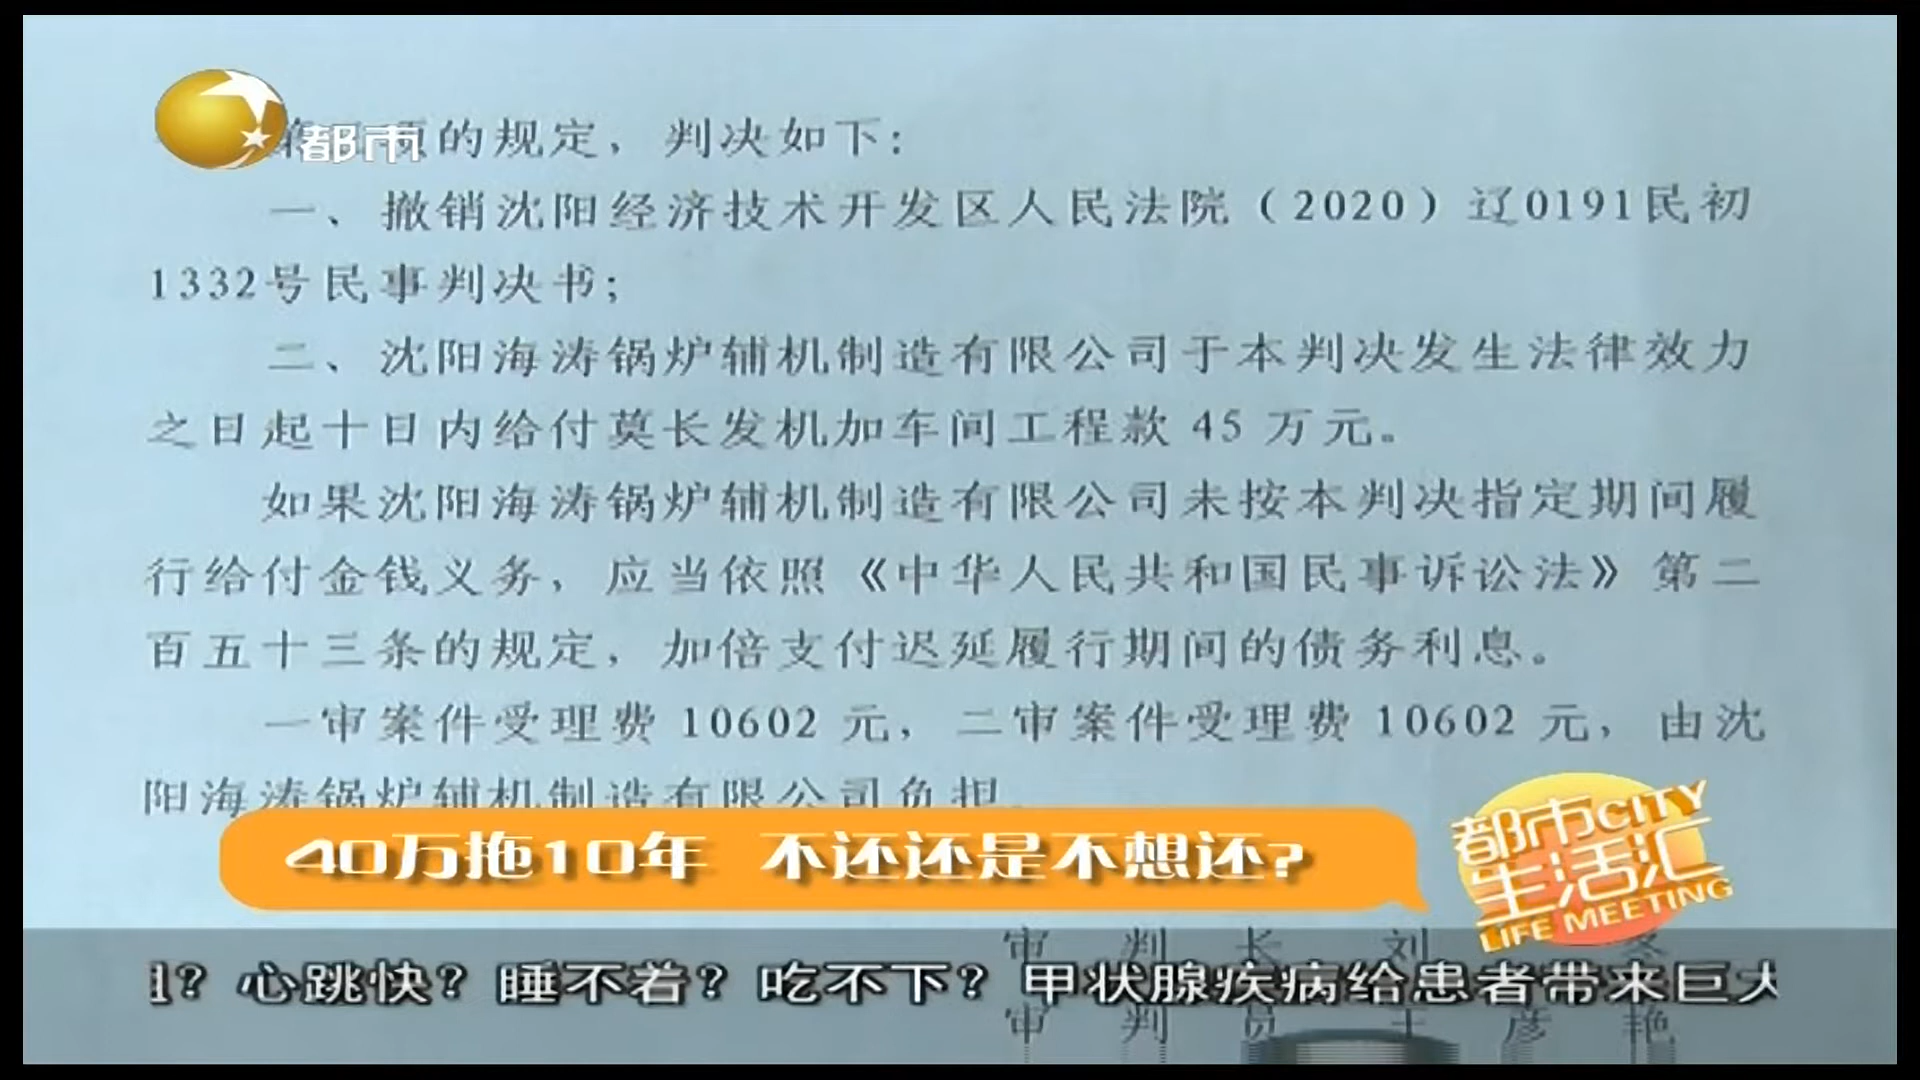 都市
的规定，判决如下：
一、撤销沈阳经济技术开发区人民法院（2020）辽0191民初
1332号民事判决书；
二、沈阳海涛锅炉辅机制造有限公司于本判决发生法律效力
之日起十日内给付莫长发机加车间工程款 45 万元。
如果沈阳海涛锅炉辅机制造有限公司未按本判决指定期间履
行给付金钱义务，应当依照《中华人民共和国民事诉讼法》第二
百五十三条的规定，加倍支付迟延履行期间的债务利息。
一审案件受理费 10602 元，二审案件受理费 10602 元，由沈
阳海涛锅炉辅机制造有限公司负担。
40万拖10年 不还还是不想还?
都市CITY
生活汇
LIFE MEETING
审 判 长 刘
？心跳快？睡不着？吃不下？甲状腺疾病给患者带来巨大
审 判 员 王 彦 艳